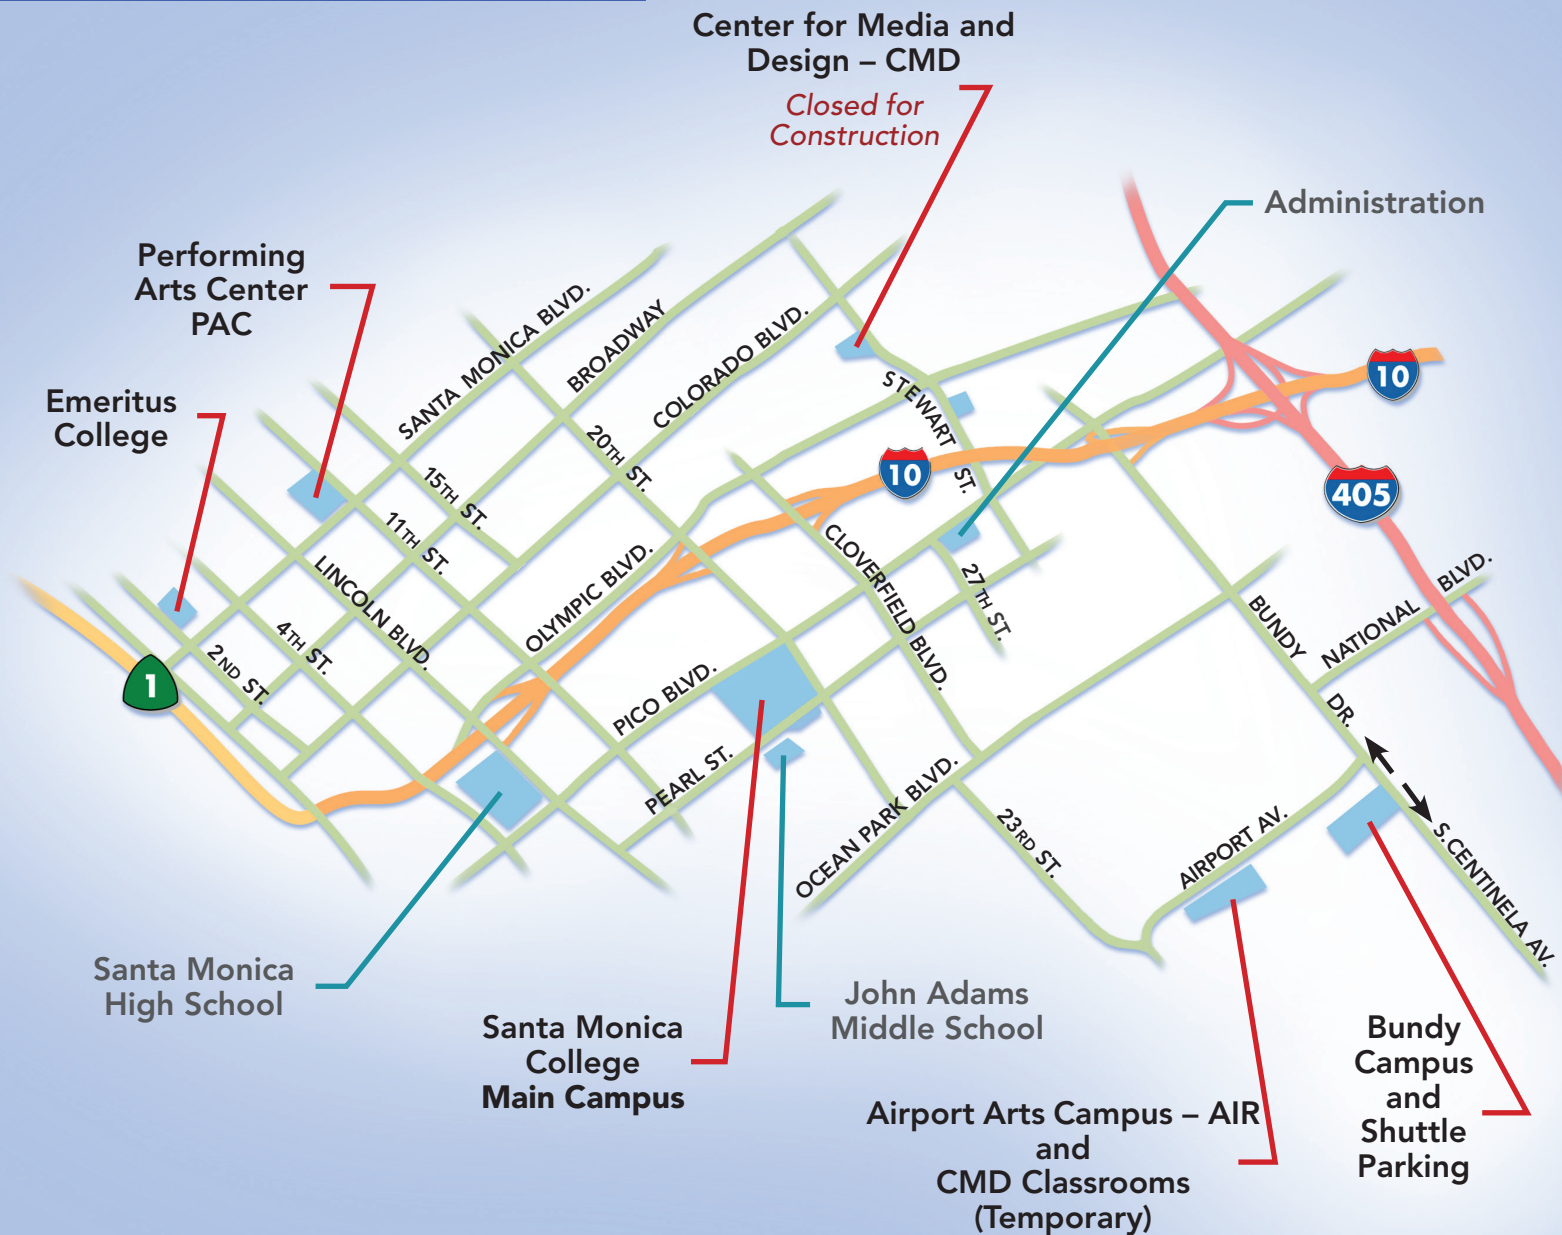 Center for Media and
Design – CMD
Closed for
Construction
Administration
Performing
Arts Center
PAC
Emeritus
College
SANTA MONICA BLVD.
BROADWAY
COLORADO BLVD.
STEWART ST.
20TH ST.
15TH ST.
11TH ST.
LINCOLN BLVD.
4TH ST.
2ND ST.
OLYMPIC BLVD.
CLOVERFIELD BLVD.
27TH ST.
PICO BLVD.
PEARL ST.
OCEAN PARK BLVD.
23RD ST.
BUNDY DR.
NATIONAL BLVD.
AIRPORT AV.
S.CENTINELA AV.
10
10
405
1
Santa Monica
High School
Santa Monica
College
Main Campus
John Adams
Middle School
Airport Arts Campus – AIR
and
CMD Classrooms
(Temporary)
Bundy
Campus
and
Shuttle
Parking